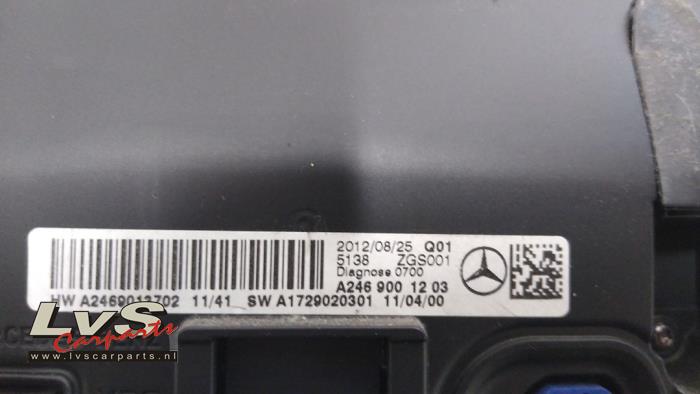 2012/08/25 Q01
5138 ZGS001
Diagnose 0700
A246 900 12 03
HW A2469013702 11/41 SW A1729020301 11/04/00
LvS
Carparts
www.lvscarparts.nl